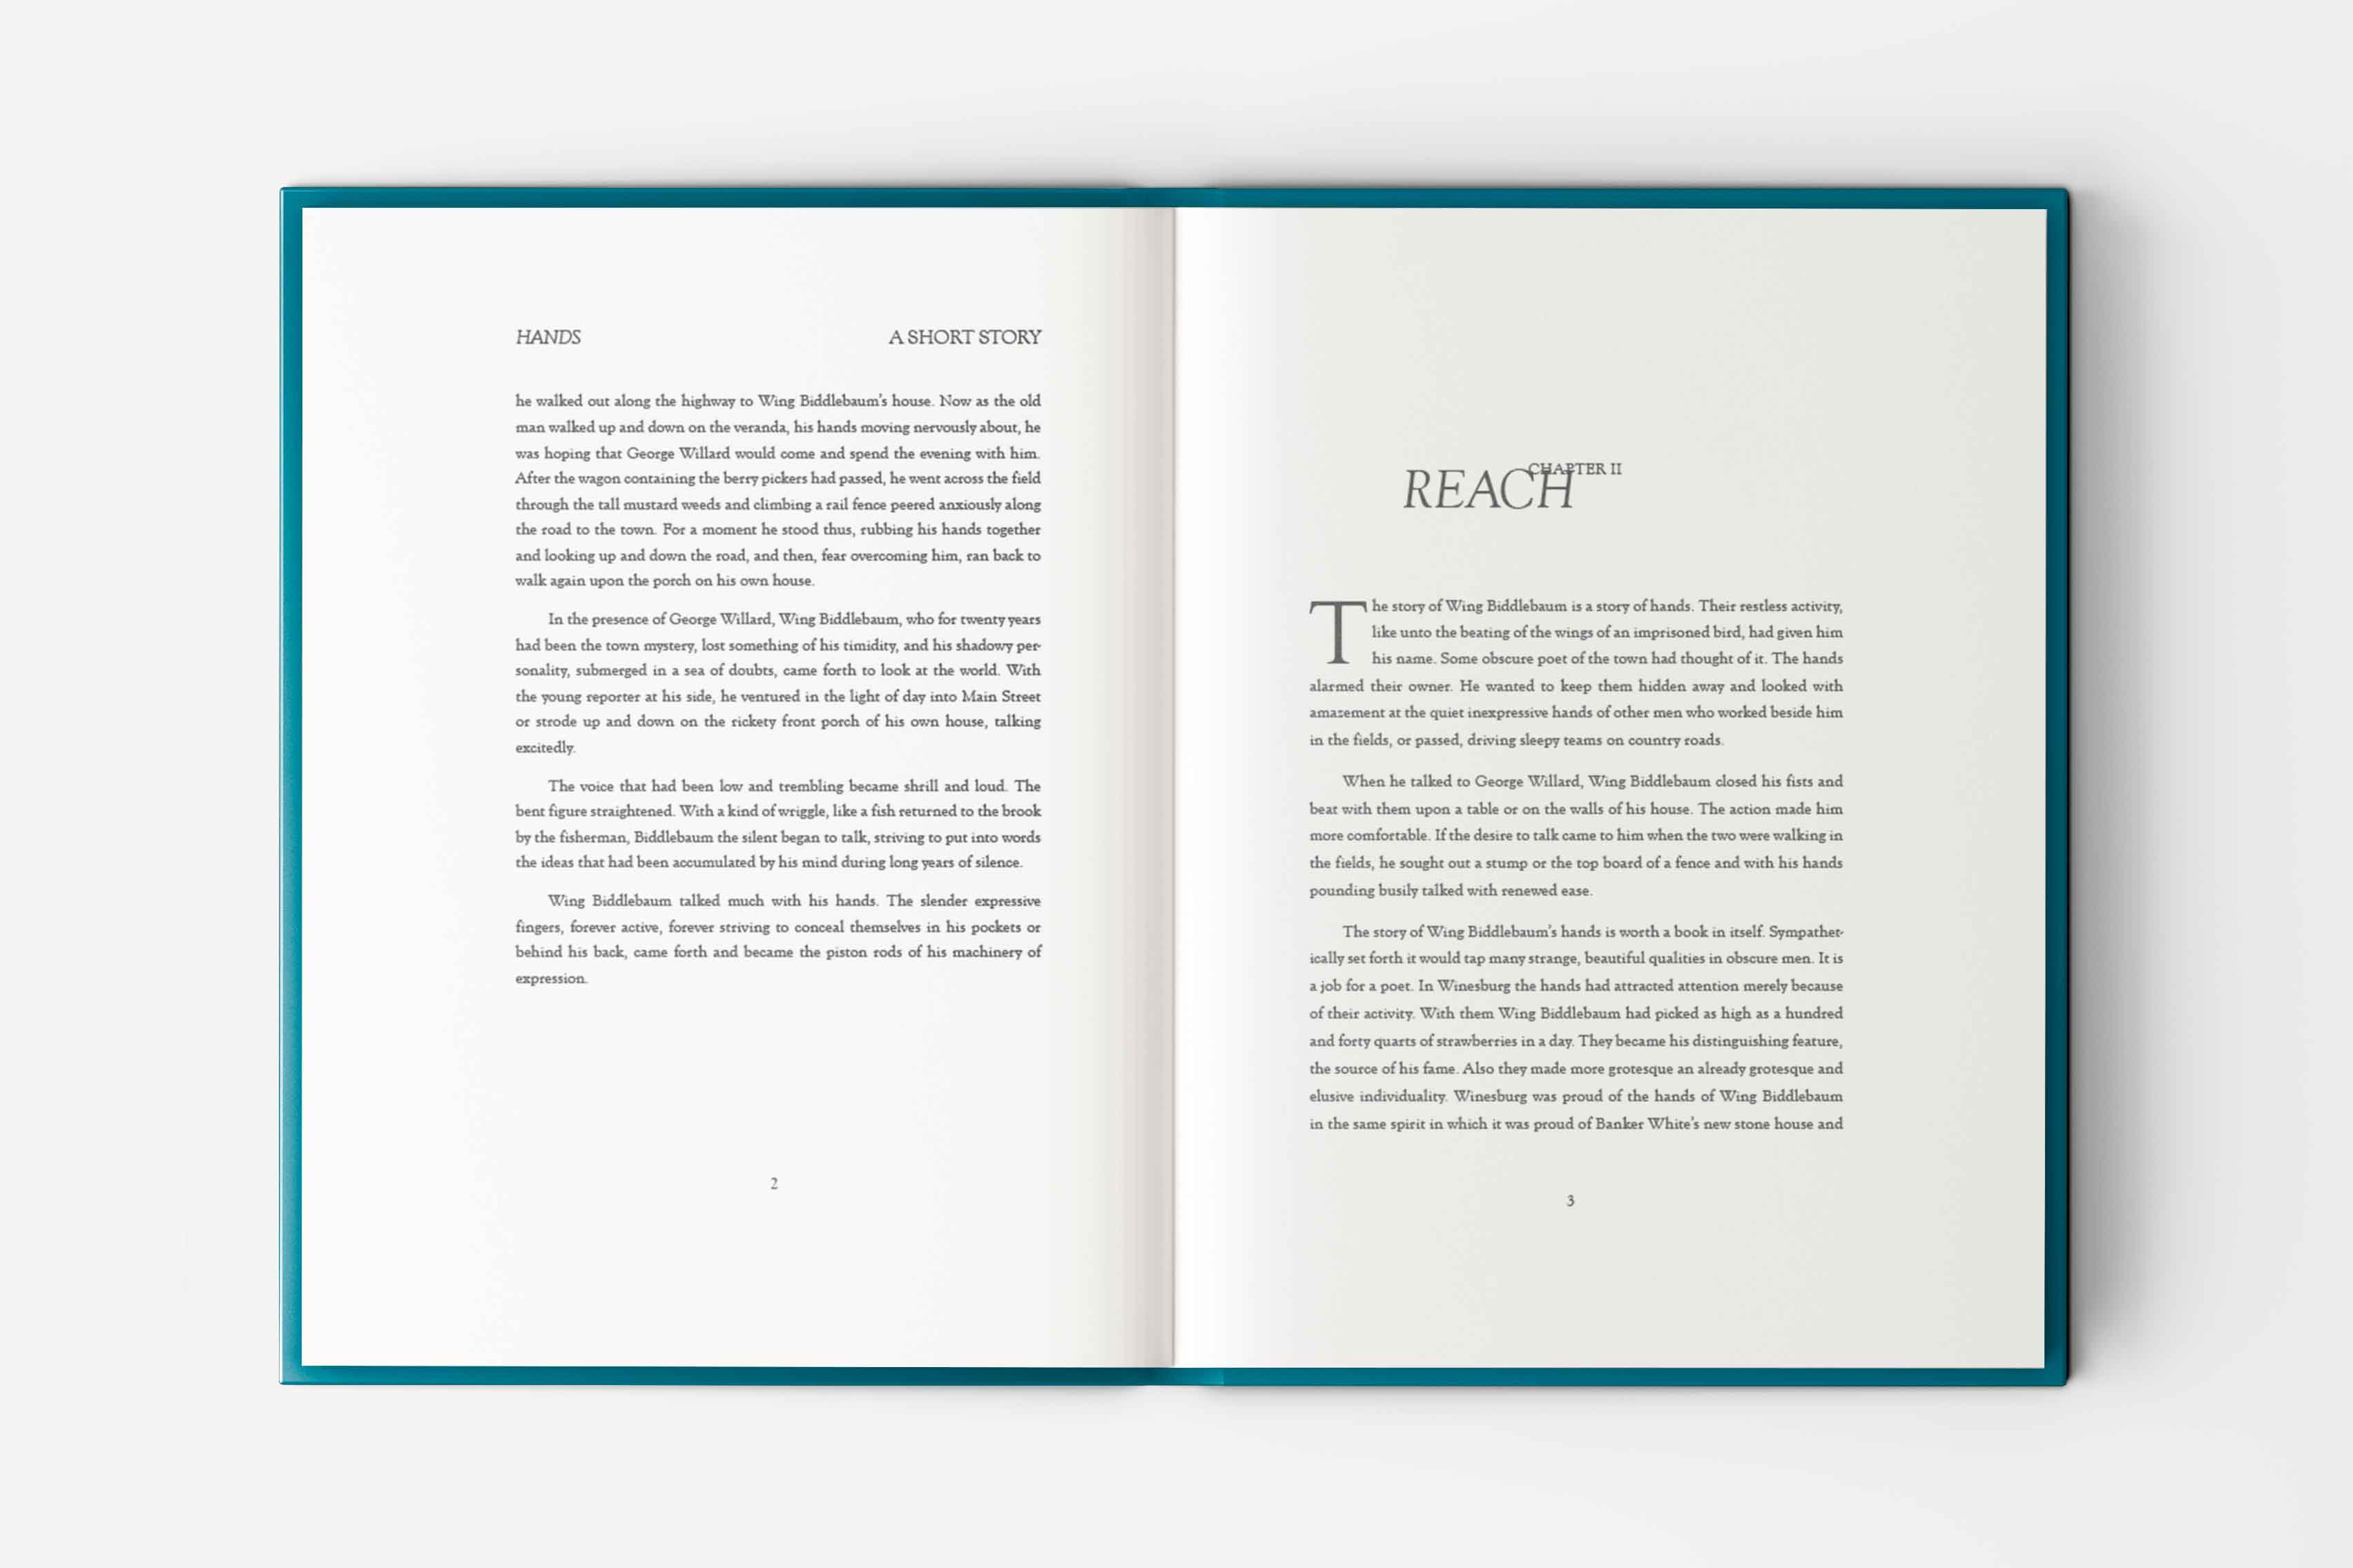 HANDS A SHORT STORY
he walked out along the highway to Wing Biddlebaum’s house. Now as the old
man walked up and down on the veranda, his hands moving nervously about, he
was hoping that George Willard would come and spend the evening with him.
After the wagon containing the berry pickers had passed, he went across the field
through the tall mustard weeds and climbing a rail fence peered anxiously along
the road to the town. For a moment he stood thus, rubbing his hands together
and looking up and down the road, and then, fear overcoming him, ran back to
walk again upon the porch on his own house.
In the presence of George Willard, Wing Biddlebaum, who for twenty years
had been the town mystery, lost something of his timidity, and his shadowy per-
sonality, submerged in a sea of doubts, came forth to look at the world. With
the young reporter at his side, he ventured in the light of day into Main Street
or strode up and down on the rickety front porch of his own house, talking
excitedly.
The voice that had been low and trembling became shrill and loud. The
bent figure straightened. With a kind of wriggle, like a fish returned to the brook
by the fisherman, Biddlebaum the silent began to talk, striving to put into words
the ideas that had been accumulated by his mind during long years of silence.
Wing Biddlebaum talked much with his hands. The slender expressive
fingers, forever active, forever striving to conceal themselves in his pockets or
behind his back, came forth and became the piston rods of his machinery of
expression.
2
CHAPTER II
REACH
The story of Wing Biddlebaum is a story of hands. Their restless activity,
like unto the beating of the wings of an imprisoned bird, had given him
his name. Some obscure poet of the town had thought of it. The hands
alarmed their owner. He wanted to keep them hidden away and looked with
amazement at the quiet inexpressive hands of other men who worked beside him
in the fields, or passed, driving sleepy teams on country roads.
When he talked to George Willard, Wing Biddlebaum closed his fists and
beat with them upon a table or on the walls of his house. The action made him
more comfortable. If the desire to talk came to him when the two were walking in
the fields, he sought out a stump or the top board of a fence and with his hands
pounding busily talked with renewed ease.
The story of Wing Biddlebaum’s hands is worth a book in itself. Sympathet-
ically set forth it would tap many strange, beautiful qualities in obscure men. It is
a job for a poet. In Winesburg the hands had attracted attention merely because
of their activity. With them Wing Biddlebaum had picked as high as a hundred
and forty quarts of strawberries in a day. They became his distinguishing feature,
the source of his fame. Also they made more grotesque an already grotesque and
elusive individuality. Winesburg was proud of the hands of Wing Biddlebaum
in the same spirit in which it was proud of Banker White’s new stone house and
3